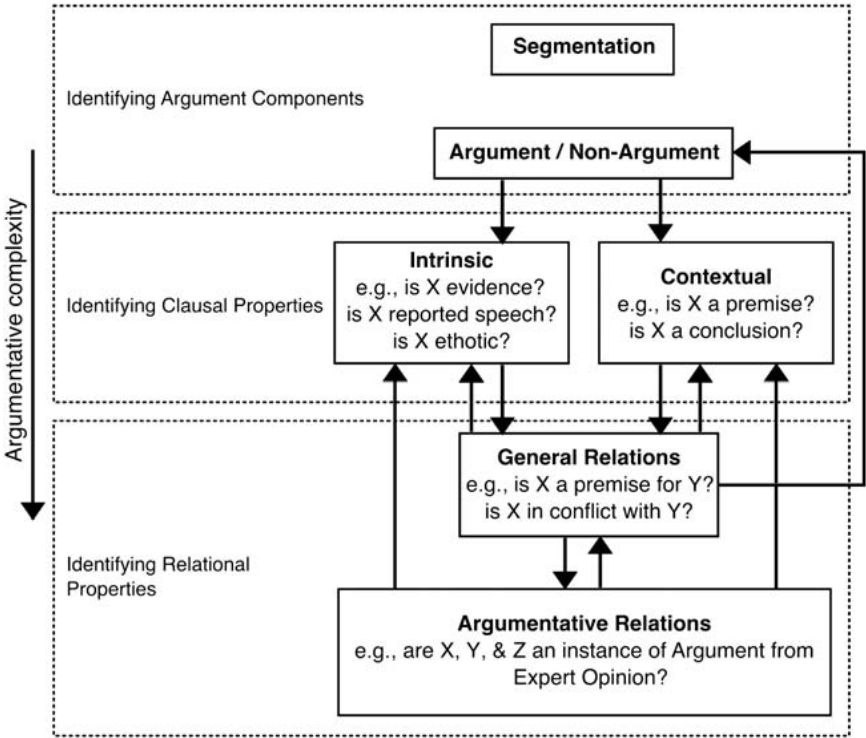 Segmentation
Identifying Argument Components
Argument / Non-Argument
Argumentative complexity
Intrinsic
e.g., is X evidence?
is X reported speech?
is X ethotic?
Contextual
e.g., is X a premise?
is X a conclusion?
Identifying Clausal Properties
General Relations
e.g., is X a premise for Y?
is X in conflict with Y?
Identifying Relational
Properties
Argumentative Relations
e.g., are X, Y, & Z an instance of Argument from
Expert Opinion?